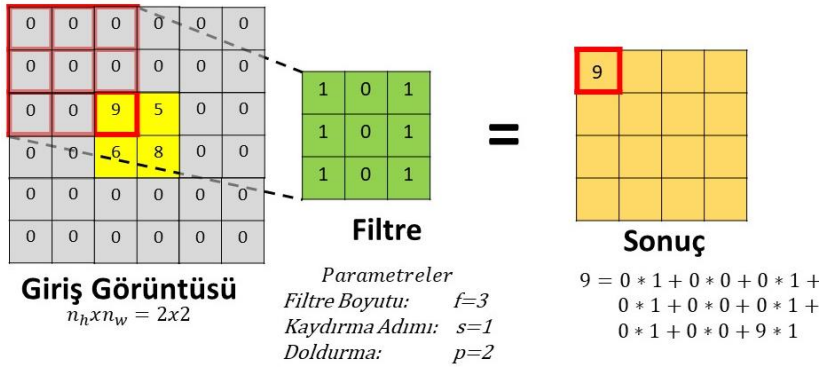 0 0 0 0 0 0
0 0 0 0 0 0
0 0 9 5 0 0
0 0 6 8 0 0
0 0 0 0 0 0
0 0 0 0 0 0
Giriş Görüntüsü
n_h x n_w = 2x2
1 0 1
1 0 1
1 0 1
Filtre
Parametreler
Filtre Boyutu: f=3
Kaydırma Adımı: s=1
Doldurma: p=2
=
9
Sonuç
9 = 0 * 1 + 0 * 0 + 0 * 1 +
0 * 1 + 0 * 0 + 0 * 1 +
0 * 1 + 0 * 0 + 9 * 1